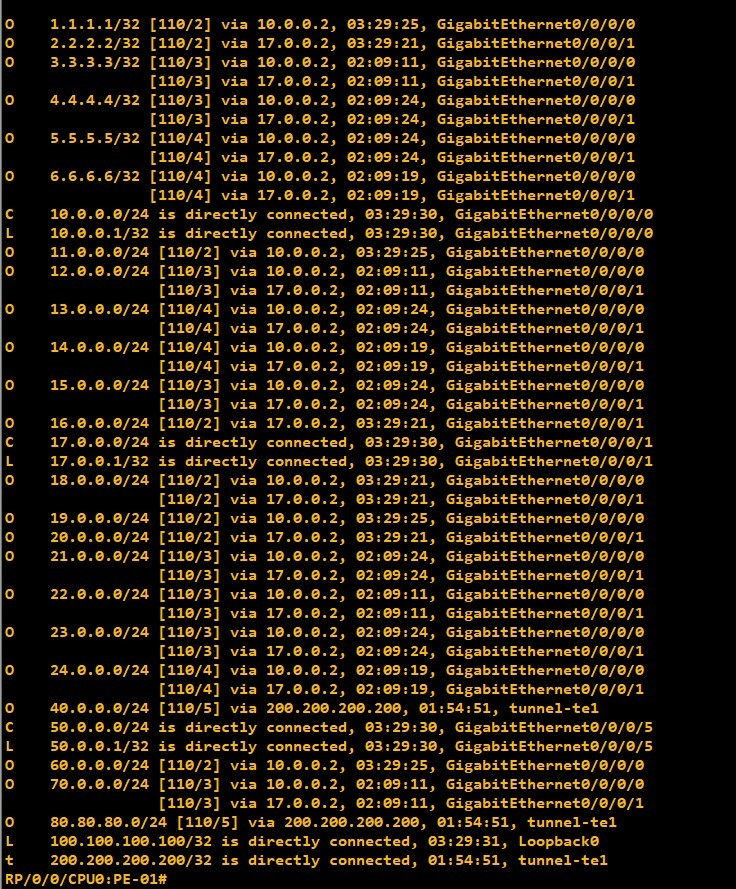 O    1.1.1.1/32 [110/2] via 10.0.0.2, 03:29:25, GigabitEthernet0/0/0/0
O    2.2.2.2/32 [110/2] via 17.0.0.2, 03:29:21, GigabitEthernet0/0/0/1
O    3.3.3.3/32 [110/3] via 10.0.0.2, 02:09:11, GigabitEthernet0/0/0/0
                [110/3] via 17.0.0.2, 02:09:11, GigabitEthernet0/0/0/1
O    4.4.4.4/32 [110/3] via 10.0.0.2, 02:09:24, GigabitEthernet0/0/0/0
                [110/3] via 17.0.0.2, 02:09:24, GigabitEthernet0/0/0/1
O    5.5.5.5/32 [110/4] via 10.0.0.2, 02:09:24, GigabitEthernet0/0/0/0
                [110/4] via 17.0.0.2, 02:09:24, GigabitEthernet0/0/0/1
O    6.6.6.6/32 [110/4] via 10.0.0.2, 02:09:19, GigabitEthernet0/0/0/0
                [110/4] via 17.0.0.2, 02:09:19, GigabitEthernet0/0/0/1
C    10.0.0.0/24 is directly connected, 03:29:30, GigabitEthernet0/0/0/0
L    10.0.0.1/32 is directly connected, 03:29:30, GigabitEthernet0/0/0/0
O    11.0.0.0/24 [110/2] via 10.0.0.2, 03:29:25, GigabitEthernet0/0/0/0
O    12.0.0.0/24 [110/3] via 10.0.0.2, 02:09:11, GigabitEthernet0/0/0/0
                 [110/3] via 17.0.0.2, 02:09:11, GigabitEthernet0/0/0/1
O    13.0.0.0/24 [110/4] via 10.0.0.2, 02:09:24, GigabitEthernet0/0/0/0
                 [110/4] via 17.0.0.2, 02:09:24, GigabitEthernet0/0/0/1
O    14.0.0.0/24 [110/4] via 10.0.0.2, 02:09:19, GigabitEthernet0/0/0/0
                 [110/4] via 17.0.0.2, 02:09:19, GigabitEthernet0/0/0/1
O    15.0.0.0/24 [110/3] via 10.0.0.2, 02:09:24, GigabitEthernet0/0/0/0
                 [110/3] via 17.0.0.2, 02:09:24, GigabitEthernet0/0/0/1
O    16.0.0.0/24 [110/2] via 17.0.0.2, 03:29:21, GigabitEthernet0/0/0/1
C    17.0.0.0/24 is directly connected, 03:29:30, GigabitEthernet0/0/0/1
L    17.0.0.1/32 is directly connected, 03:29:30, GigabitEthernet0/0/0/1
O    18.0.0.0/24 [110/2] via 10.0.0.2, 03:29:21, GigabitEthernet0/0/0/0
                 [110/2] via 17.0.0.2, 03:29:21, GigabitEthernet0/0/0/1
O    19.0.0.0/24 [110/2] via 10.0.0.2, 03:29:25, GigabitEthernet0/0/0/0
O    20.0.0.0/24 [110/2] via 17.0.0.2, 03:29:21, GigabitEthernet0/0/0/1
O    21.0.0.0/24 [110/3] via 10.0.0.2, 02:09:24, GigabitEthernet0/0/0/0
                 [110/3] via 17.0.0.2, 02:09:24, GigabitEthernet0/0/0/1
O    22.0.0.0/24 [110/3] via 10.0.0.2, 02:09:11, GigabitEthernet0/0/0/0
                 [110/3] via 17.0.0.2, 02:09:11, GigabitEthernet0/0/0/1
O    23.0.0.0/24 [110/3] via 10.0.0.2, 02:09:24, GigabitEthernet0/0/0/0
                 [110/3] via 17.0.0.2, 02:09:24, GigabitEthernet0/0/0/1
O    24.0.0.0/24 [110/4] via 10.0.0.2, 02:09:19, GigabitEthernet0/0/0/0
                 [110/4] via 17.0.0.2, 02:09:19, GigabitEthernet0/0/0/1
O    40.0.0.0/24 [110/5] via 200.200.200.200, 01:54:51, tunnel-te1
C    50.0.0.0/24 is directly connected, 03:29:30, GigabitEthernet0/0/0/5
L    50.0.0.1/32 is directly connected, 03:29:30, GigabitEthernet0/0/0/5
O    60.0.0.0/24 [110/2] via 10.0.0.2, 03:29:25, GigabitEthernet0/0/0/0
O    70.0.0.0/24 [110/3] via 10.0.0.2, 02:09:11, GigabitEthernet0/0/0/0
                 [110/3] via 17.0.0.2, 02:09:11, GigabitEthernet0/0/0/1
O    80.80.80.0/24 [110/5] via 200.200.200.200, 01:54:51, tunnel-te1
L    100.100.100.100/32 is directly connected, 03:29:31, Loopback0
t    200.200.200.200/32 is directly connected, 01:54:51, tunnel-te1
RP/0/0/CPU0:PE-01#